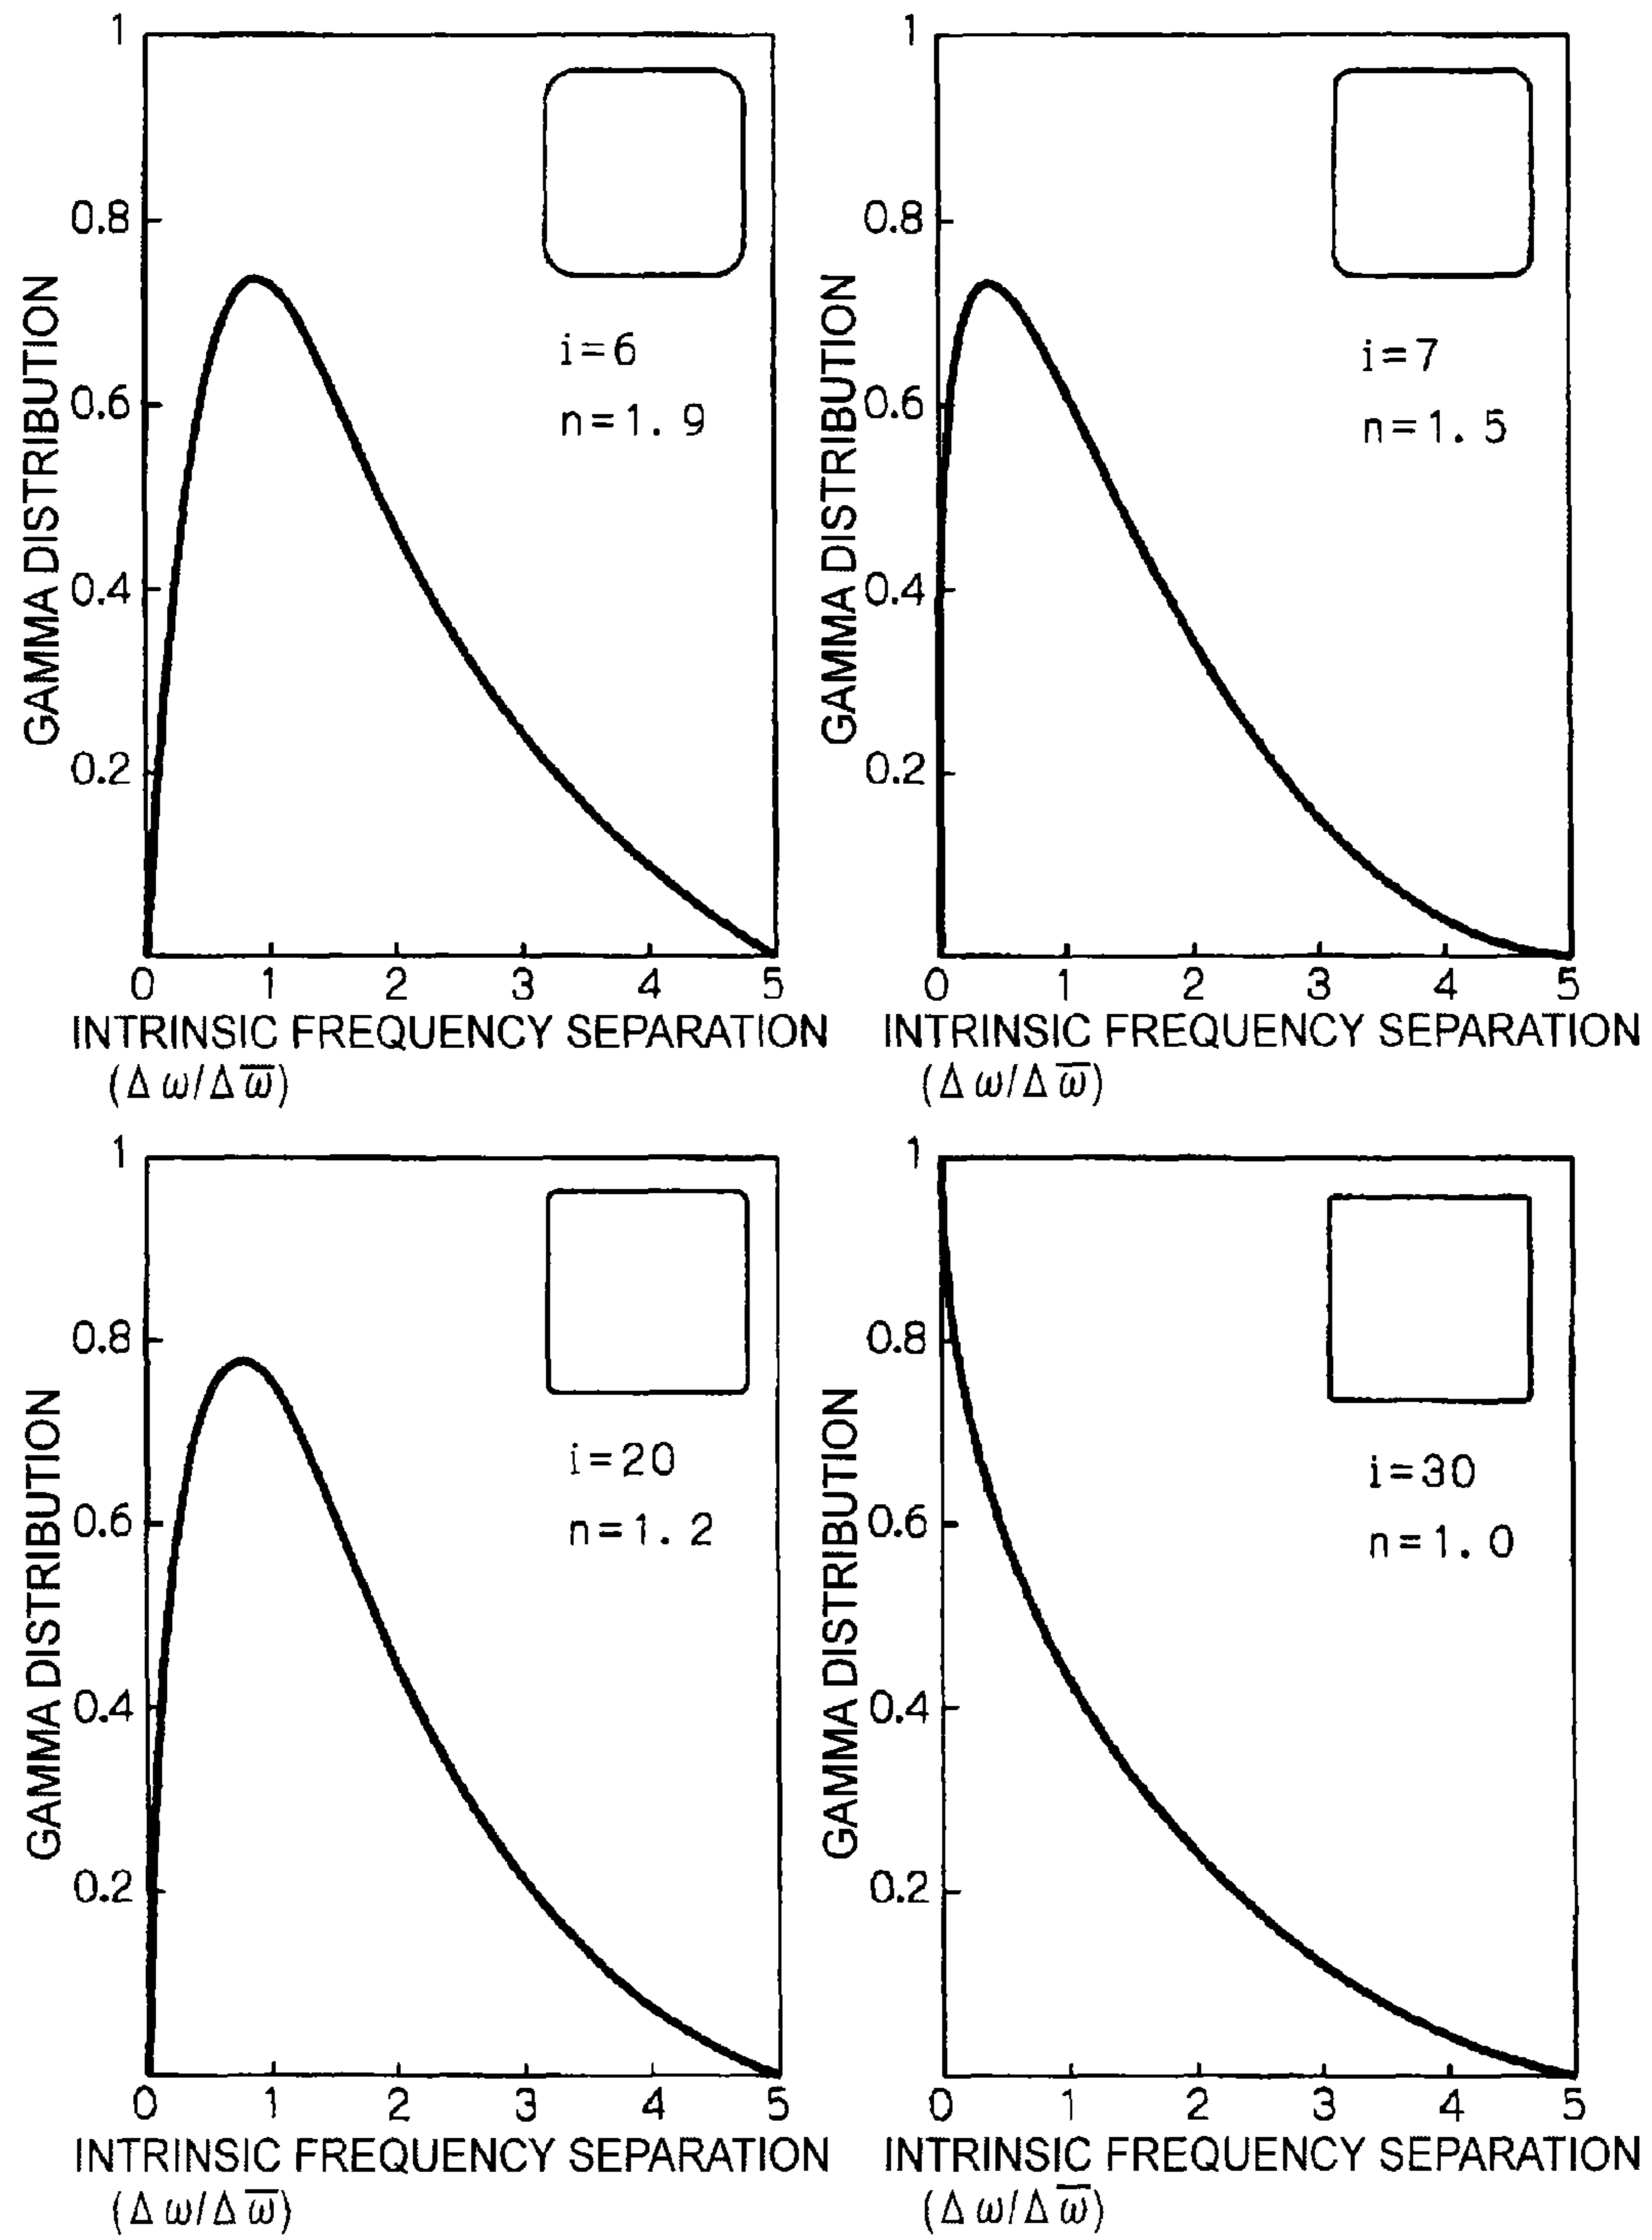 1
0.8
0.6
0.4
0.2
0 1 2 3 4 5
GAMMA DISTRIBUTION
i=6
n=1.9
INTRINSIC FREQUENCY SEPARATION
(Δω/Δω̅)
1
0.8
0.6
0.4
0.2
0 1 2 3 4 5
GAMMA DISTRIBUTION
i=7
n=1.5
INTRINSIC FREQUENCY SEPARATION
(Δω/Δω̅)
1
0.8
0.6
0.4
0.2
0 1 2 3 4 5
GAMMA DISTRIBUTION
i=20
n=1.2
INTRINSIC FREQUENCY SEPARATION
(Δω/Δω̅)
1
0.8
0.6
0.4
0.2
0 1 2 3 4 5
GAMMA DISTRIBUTION
i=30
n=1.0
INTRINSIC FREQUENCY SEPARATION
(Δω/Δω̅)